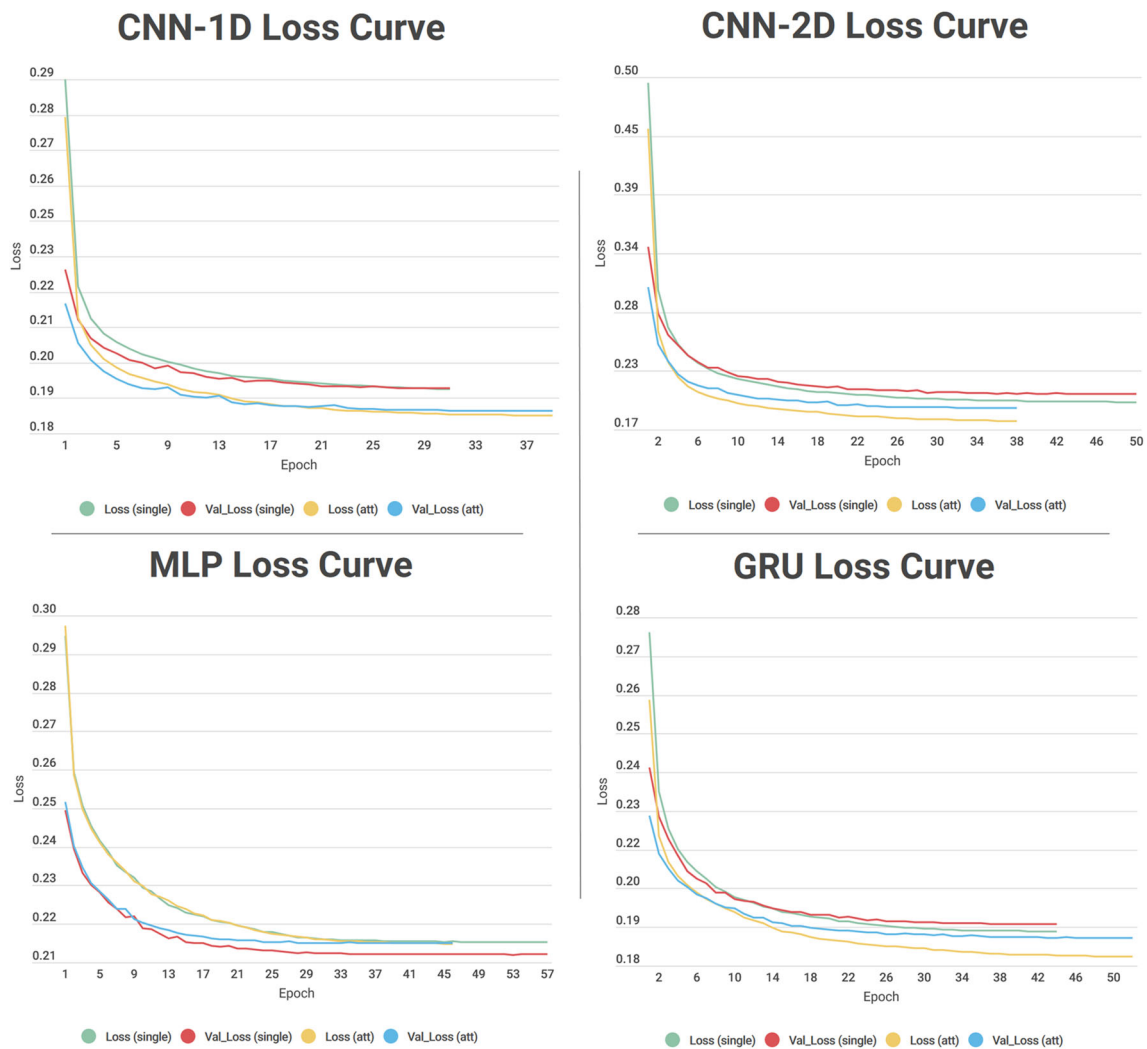 CNN-1D Loss Curve
0.29
0.28
0.27
0.26
0.25
0.23
0.22
0.21
0.20
0.19
0.18
Loss
1 5 9 13 17 21 25 29 33 37
Epoch
Loss (single) Val_Loss (single) Loss (att) Val_Loss (att)
CNN-2D Loss Curve
0.50
0.45
0.39
0.34
0.28
0.23
0.17
Loss
2 6 10 14 18 22 26 30 34 38 42 46 50
Epoch
Loss (single) Val_Loss (single) Loss (att) Val_Loss (att)
MLP Loss Curve
0.30
0.29
0.28
0.27
0.26
0.25
0.24
0.23
0.22
0.21
Loss
1 5 9 13 17 21 25 29 33 37 41 45 49 53 57
Epoch
Loss (single) Val_Loss (single) Loss (att) Val_Loss (att)
GRU Loss Curve
0.28
0.27
0.26
0.25
0.24
0.23
0.22
0.20
0.19
0.18
Loss
2 6 10 14 18 22 26 30 34 38 42 46 50
Epoch
Loss (single) Val_Loss (single) Loss (att) Val_Loss (att)